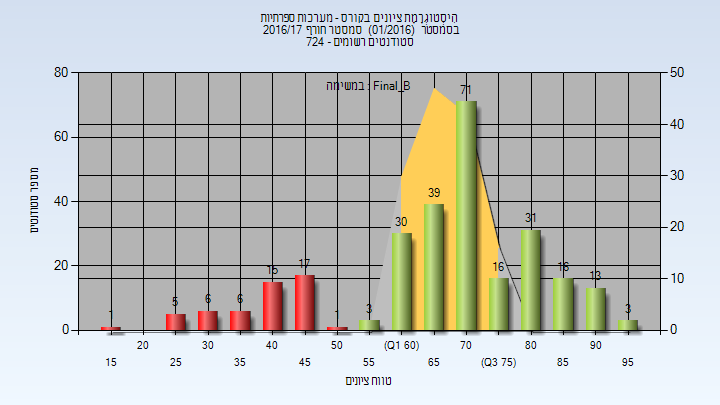 היסטוגרמת ציונים בקורס - מערכות ספרתיות
בסמסטר (01/2016) סמסטר חורף 2016/17
סטודנטים רשומים - 724
במשימה : Final_B
80 60 40 20 0
מספר סטודנטים
50 40 30 20 10 0
1 5 6 6 15 17 1 3 30 39 71 16 31 16 13 3
20 30 40 50 (Q1 60) 70 80 90
15 25 35 45 55 65 (Q3 75) 85 95
טווח ציונים